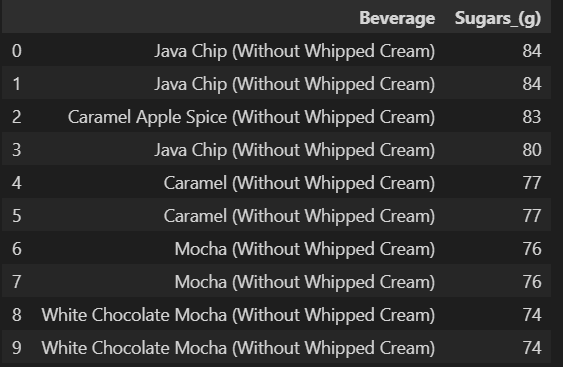 Beverage Sugars_(g)
0 Java Chip (Without Whipped Cream) 84
1 Java Chip (Without Whipped Cream) 84
2 Caramel Apple Spice (Without Whipped Cream) 83
3 Java Chip (Without Whipped Cream) 80
4 Caramel (Without Whipped Cream) 77
5 Caramel (Without Whipped Cream) 77
6 Mocha (Without Whipped Cream) 76
7 Mocha (Without Whipped Cream) 76
8 White Chocolate Mocha (Without Whipped Cream) 74
9 White Chocolate Mocha (Without Whipped Cream) 74